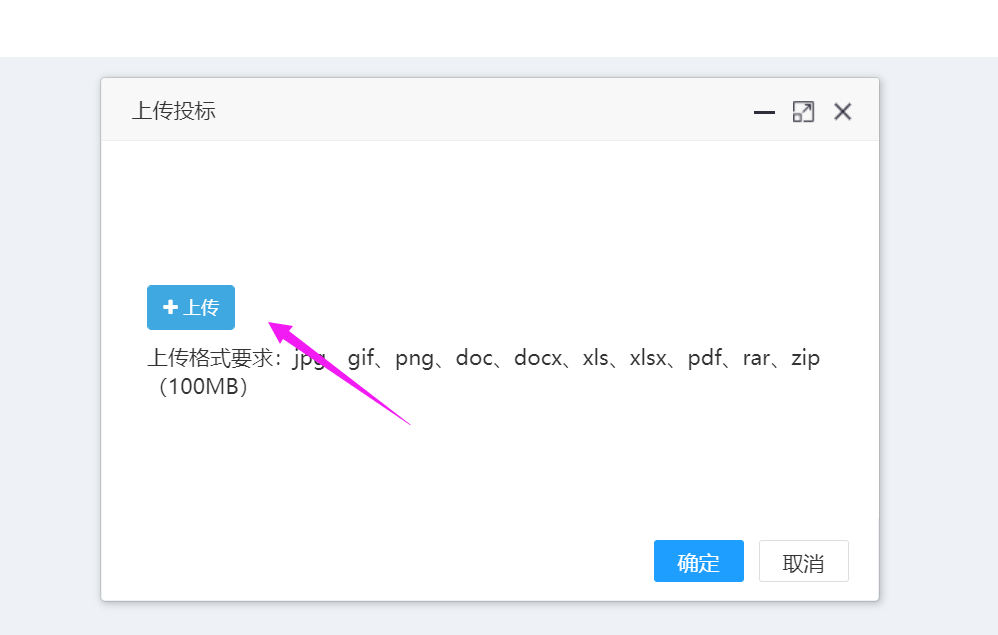 上传投标
上传
上传格式要求：jpg、gif、png、doc、docx、xls、xlsx、pdf、rar、zip
（100MB）
确定
取消